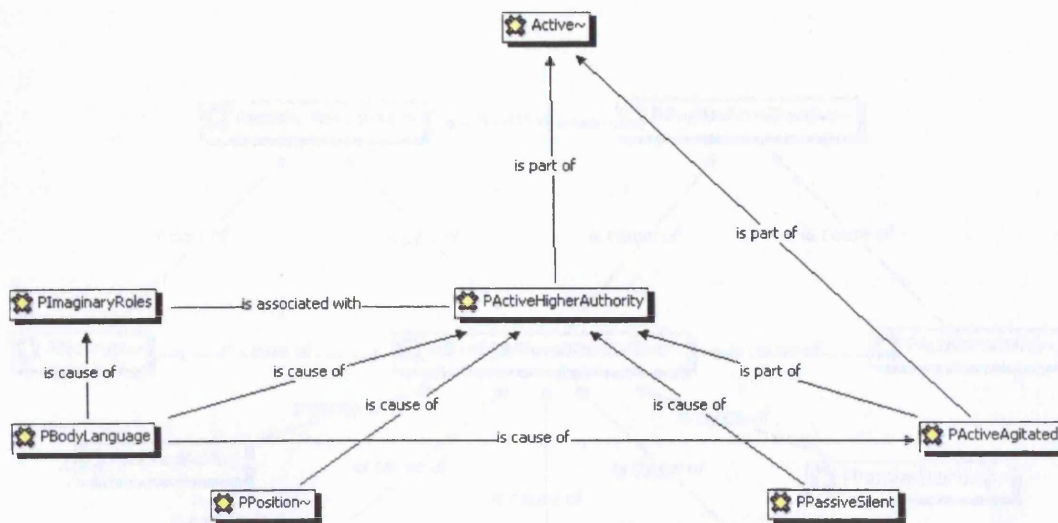 Active~
is part of
is part of
PImaginaryRoles
is associated with
PActiveHigherAuthority
is cause of
is cause of
is cause of
is cause of
is part of
PBodyLanguage
is cause of
PActiveAgitated
PPosition~
PPassiveSilent